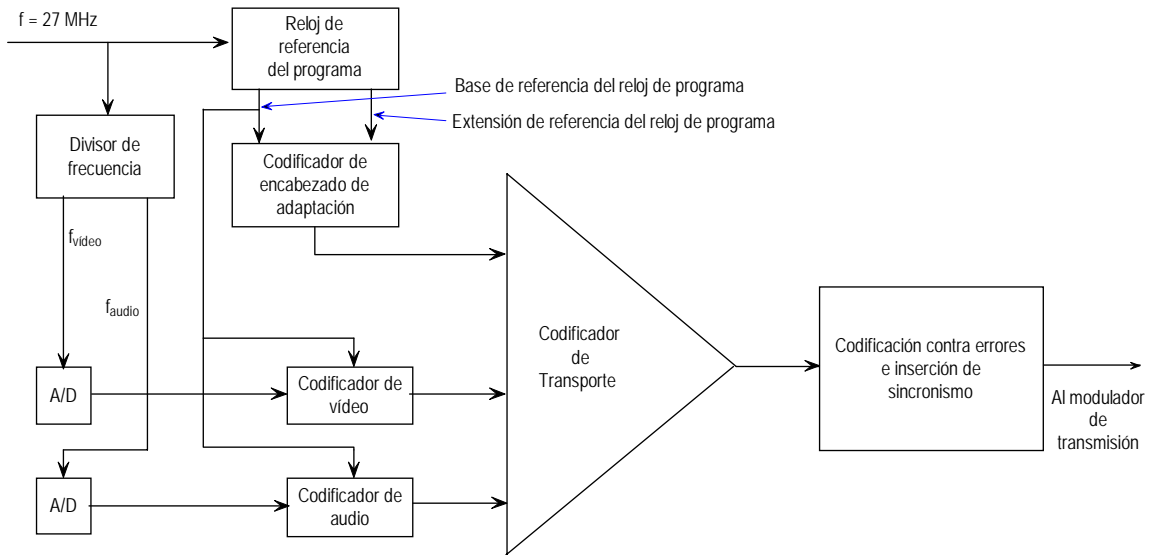 f = 27 MHz
Reloj de
referencia
del programa
Base de referencia del reloj de programa
Extensión de referencia del reloj de programa
Divisor de
frecuencia
Codificador de
encabezado de
adaptación
fvídeo
faudio
Codificador
de
Transporte
Codificación contra errores
e inserción de
sincronismo
A/D
Codificador de
vídeo
Al modulador
de
transmisión
A/D
Codificador de
audio